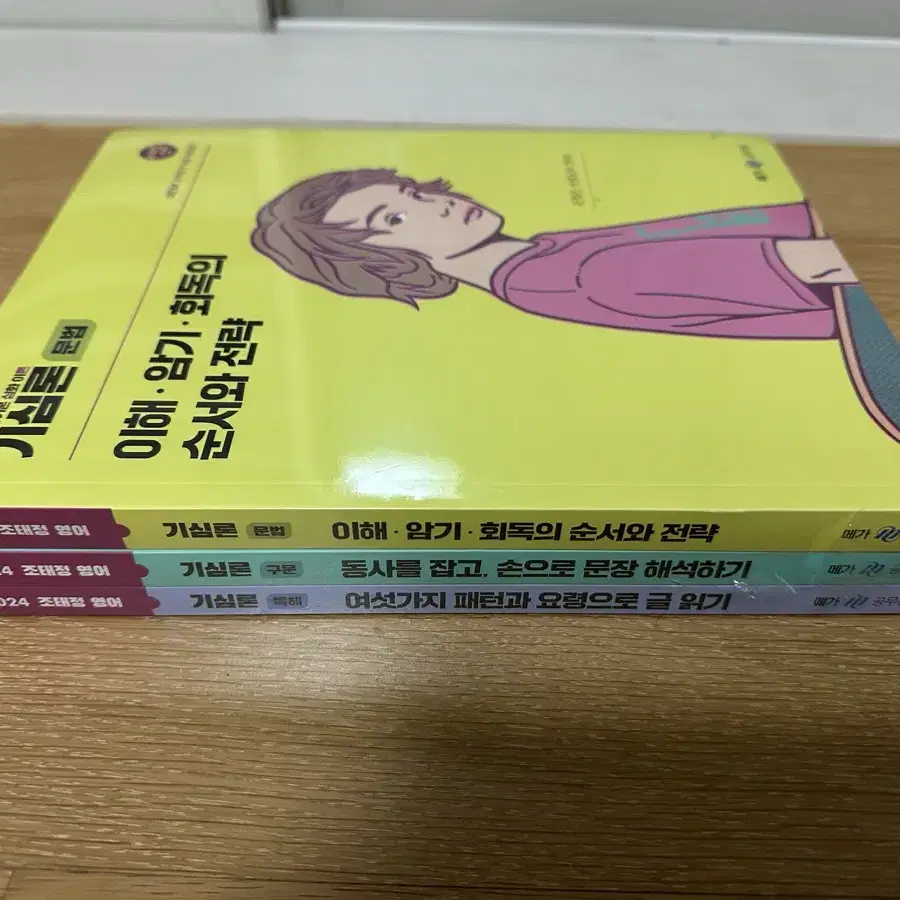 기심론 문법
이해·암기·회독의
순서와 전략
조태정 영어 기심론 문법 이해·암기·회독의 순서와 전략 메가
조태정 영어 기심론 구문 동사를 잡고, 손으로 문장 해석하기 메가
2024 조태정 영어 기심론 독해 여섯가지 패턴과 요령으로 글 읽기 메가